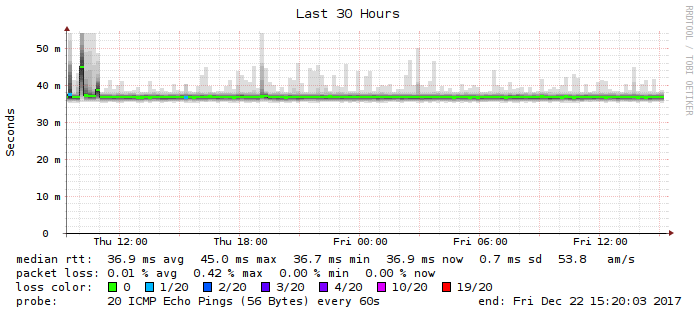 Last 30 Hours
RRDTOOL / TOBI OETIKER
Seconds
50 m
40 m
30 m
20 m
10 m
0
Thu 12:00 Thu 18:00 Fri 00:00 Fri 06:00 Fri 12:00
median rtt: 36.9 ms avg 45.0 ms max 36.7 ms min 36.9 ms now 0.7 ms sd 53.8 am/s
packet loss: 0.01 % avg 0.42 % max 0.00 % min 0.00 % now
loss color: 0 1/20 2/20 3/20 4/20 10/20 19/20
probe: 20 ICMP Echo Pings (56 Bytes) every 60s end: Fri Dec 22 15:20:03 2017